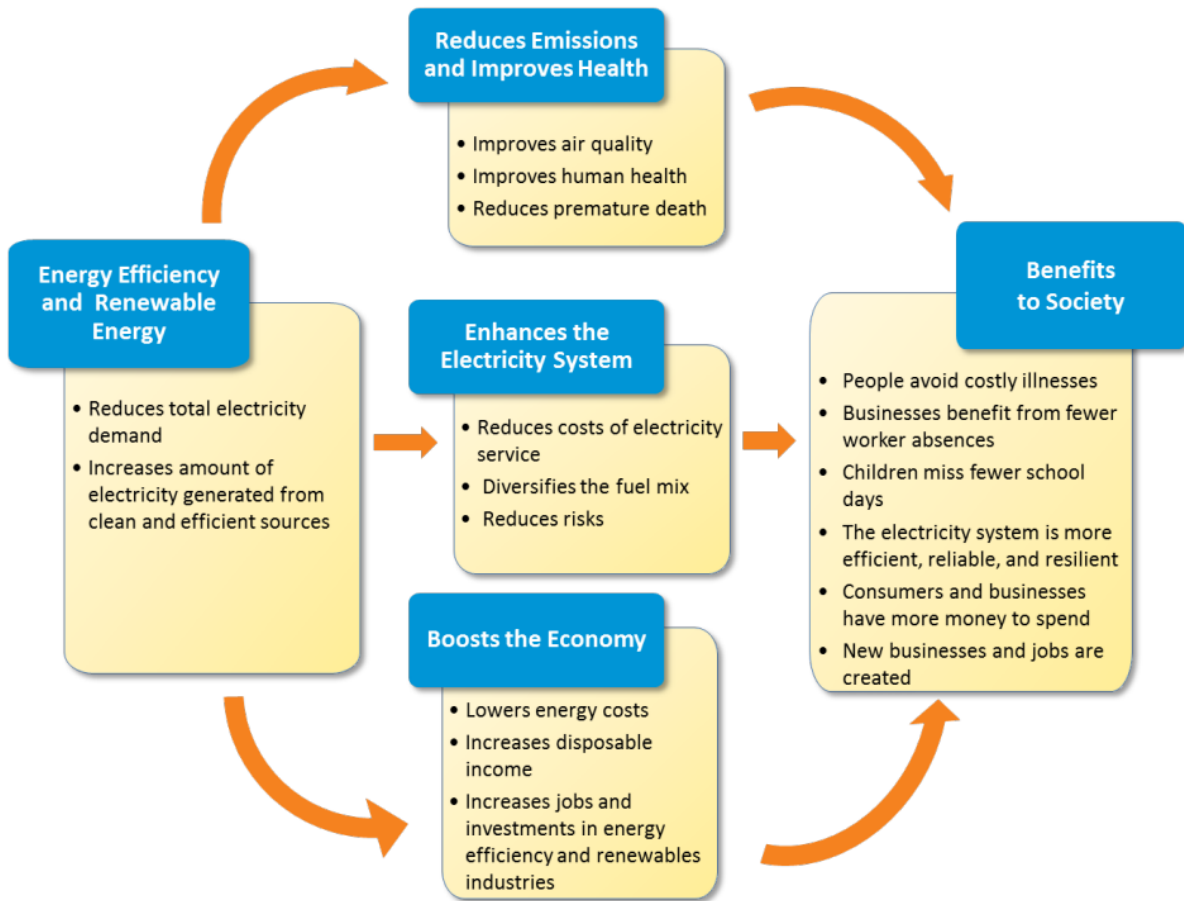 Energy Efficiency
and Renewable
Energy
• Reduces total electricity
demand
• Increases amount of
electricity generated from
clean and efficient sources
Reduces Emissions
and Improves Health
• Improves air quality
• Improves human health
• Reduces premature death
Enhances the
Electricity System
• Reduces costs of electricity
service
• Diversifies the fuel mix
• Reduces risks
Boosts the Economy
• Lowers energy costs
• Increases disposable
income
• Increases jobs and
investments in energy
efficiency and renewables
industries
Benefits
to Society
• People avoid costly illnesses
• Businesses benefit from fewer
worker absences
• Children miss fewer school
days
• The electricity system is more
efficient, reliable, and resilient
• Consumers and businesses
have more money to spend
• New businesses and jobs are
created